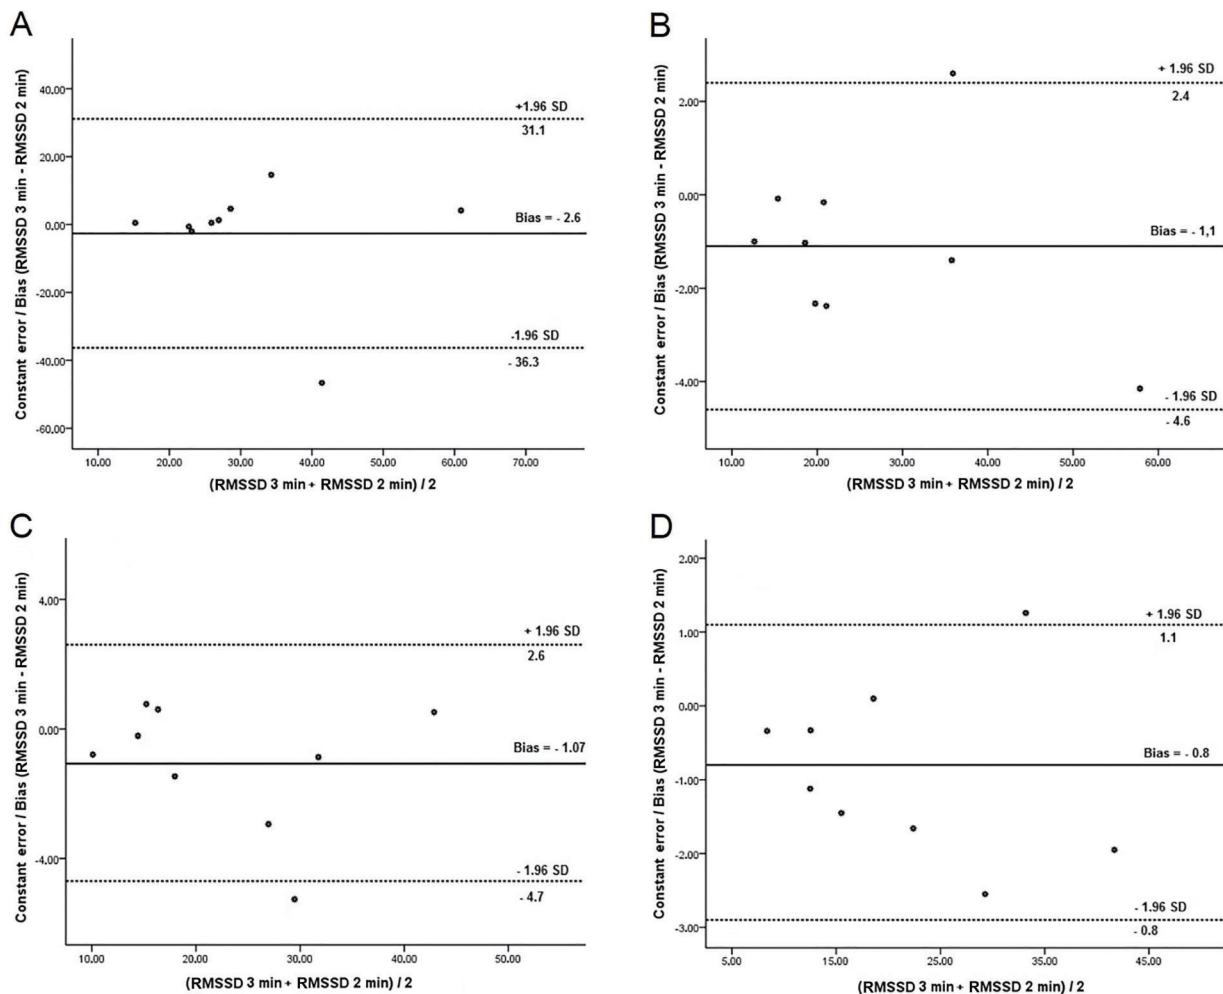 A
Constant error / Bias (RMSSD 3 min - RMSSD 2 min)
40.00
20.00
0.00
-20.00
-40.00
-60.00
+1.96 SD
31.1
Bias = - 2.6
-1.96 SD
- 36.3
10.00 20.00 30.00 40.00 50.00 60.00 70.00
(RMSSD 3 min + RMSSD 2 min) / 2
B
Constant error / Bias (RMSSD 3 min - RMSSD 2 min)
2.00
0.00
-2.00
-4.00
+ 1.96 SD
2.4
Bias = - 1,1
- 1.96 SD
- 4.6
10.00 20.00 30.00 40.00 50.00 60.00
(RMSSD 3 min + RMSSD 2 min) / 2
C
Constant error / Bias (RMSSD 3 min - RMSSD 2 min)
4,00
0.00
-4.00
+ 1.96 SD
2.6
Bias = - 1.07
- 1.96 SD
- 4.7
10.00 20.00 30.00 40.00 50.00
(RMSSD 3 min + RMSSD 2 min) / 2
D
Constant error / Bias (RMSSD 3 min - RMSSD 2 min)
2.00
1.00
0.00
-1.00
-2.00
-3.00
+ 1.96 SD
1.1
Bias = - 0.8
- 1.96 SD
- 0.8
5.00 15.00 25.00 35.00 45.00
(RMSSD 3 min + RMSSD 2 min) / 2